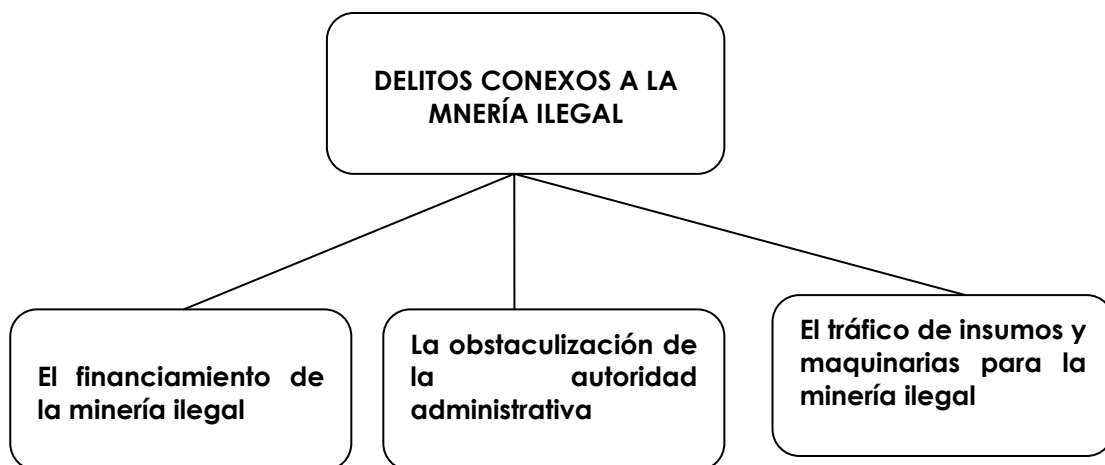 DELITOS CONEXOS A LA
MNERÍA ILEGAL
El financiamiento de
la minería ilegal
La obstaculización de
la autoridad
administrativa
El tráfico de insumos y
maquinarias para la
minería ilegal